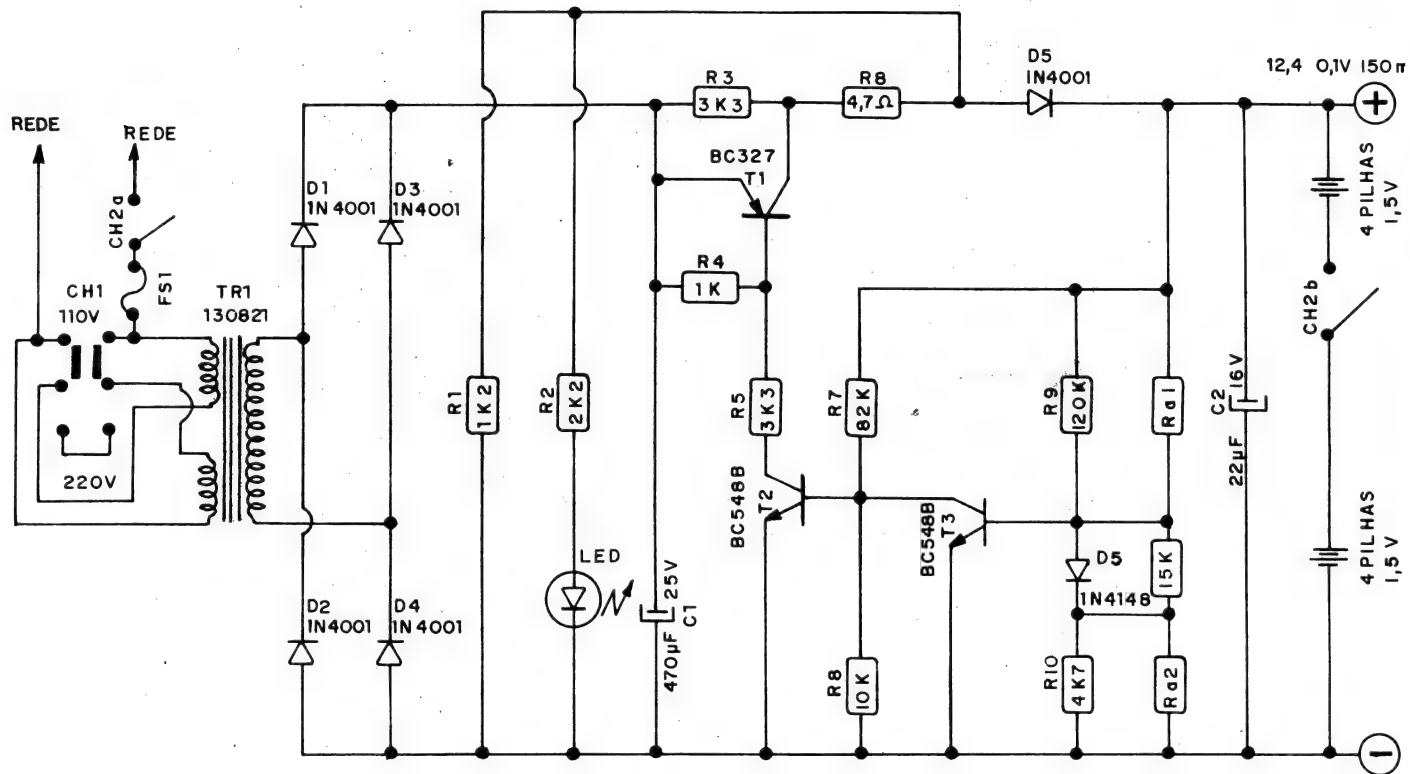 REDE
REDE
CH2a
FS1
CH1
110V
220V
TR1
130821
D1
1N4001
D3
1N4001
D2
1N4001
D4
1N4001
R1
1K2
R2
2K2
LED
R3
3K3
R8
4,7Ω
BC327
T1
R4
1K
R5
3K3
470µF
25V
C1
BC548B
T2
R7
82K
R8
10K
BC548B
T3
D5
1N4001
R9
120K
Ra1
D5
1N4148
15K
R10
4K7
Ra2
C2
16V
22µF
12,4 0,1V 150m
+
4 PILHAS
1,5V
CH2b
4 PILHAS
1,5V
−